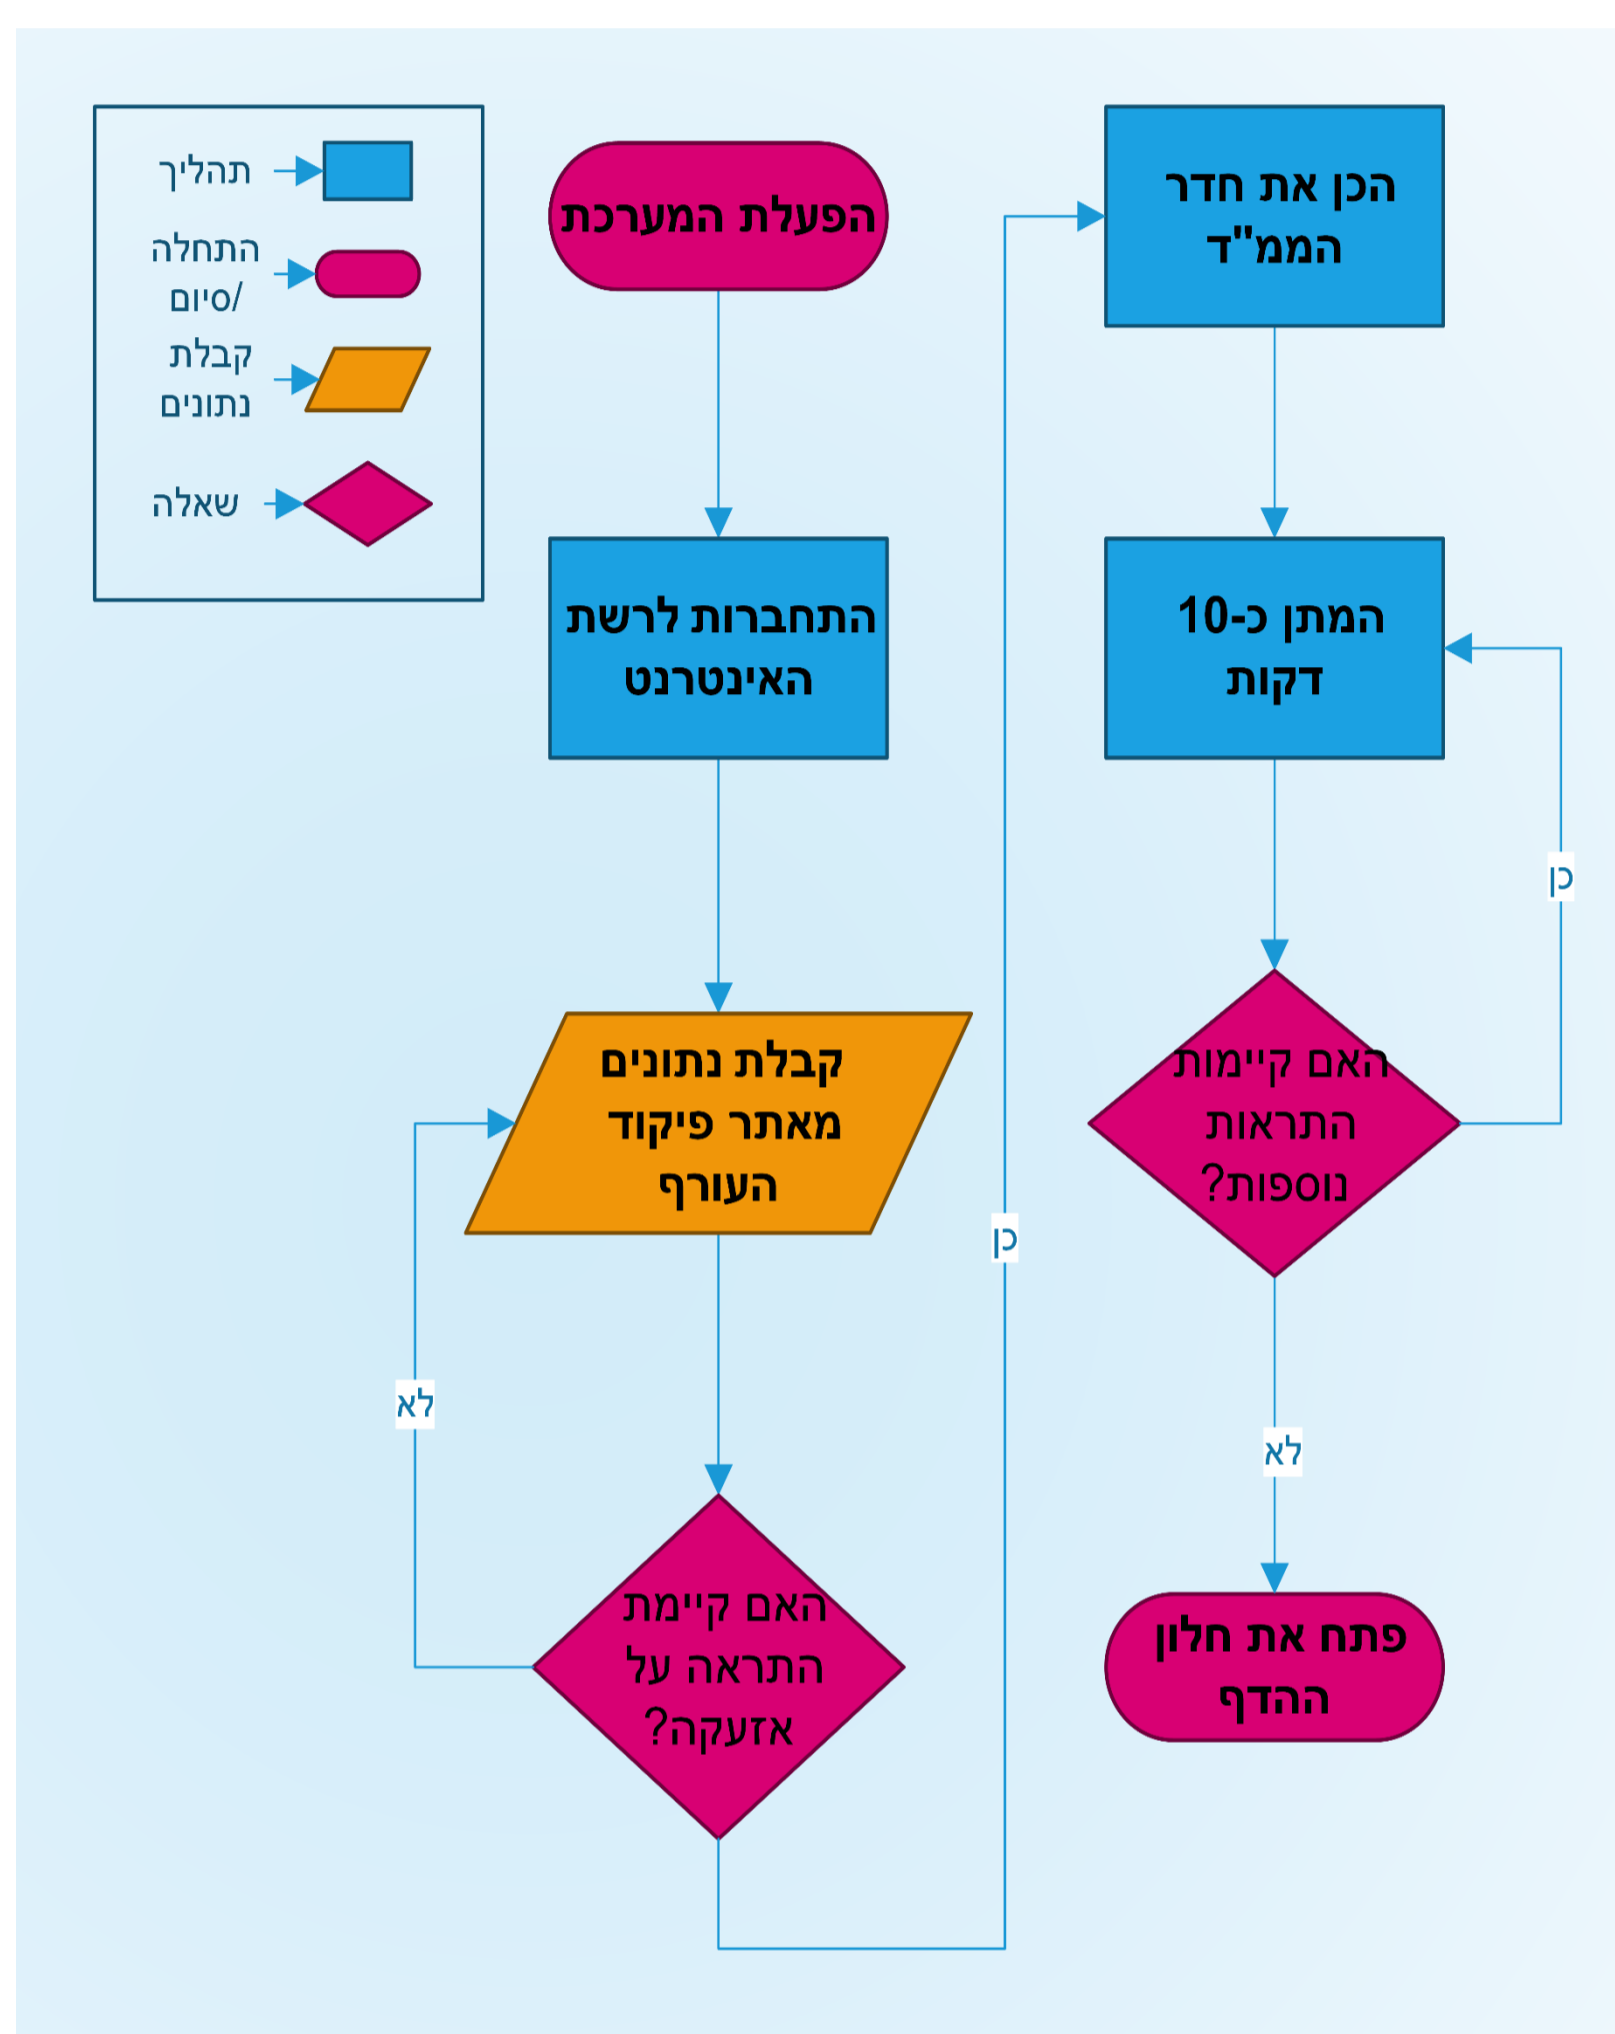 תהליך
התחלה
/סיום
קבלת
נתונים
שאלה
הפעלת המערכת
התחברות לרשת
האינטרנט
קבלת נתונים
מאתר פיקוד
העורף
לא
האם קיימת
התראה על
אזעקה?
כן
הכן את חדר
הממ"ד
המתן כ-10
דקות
כן
האם קיימות
התראות
נוספות?
לא
פתח את חלון
ההדף